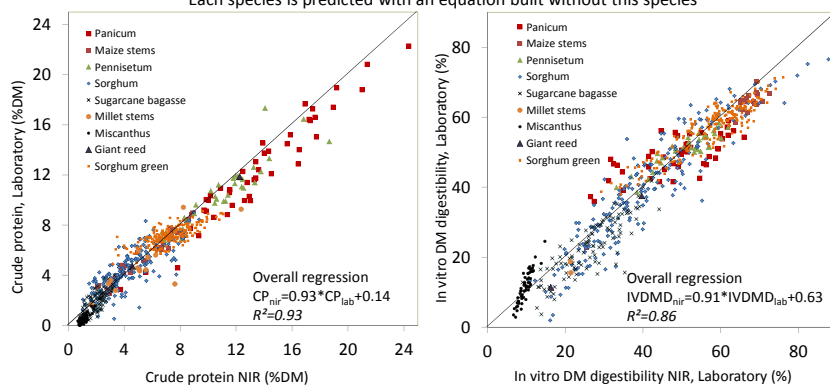 Each species is predicted with an equation built without this species
24
20
16
12
8
4
0
Crude protein, Laboratory (%DM)
Panicum
Maize stems
Pennisetum
Sorghum
Sugarcane bagasse
Millet stems
Miscanthus
Giant reed
Sorghum green
Overall regression
CPnir=0.93*CPlab+0.14
R²=0.93
0 4 8 12 16 20 24
Crude protein NIR (%DM)
80
60
40
20
0
In vitro DM digestibility, Laboratory (%)
Panicum
Maize stems
Pennisetum
Sorghum
Sugarcane bagasse
Millet stems
Miscanthus
Giant reed
Sorghum green
Overall regression
IVDMDnir=0.91*IVDMDlab+0.63
R²=0.86
0 20 40 60 80
In vitro DM digestibility NIR, Laboratory (%)